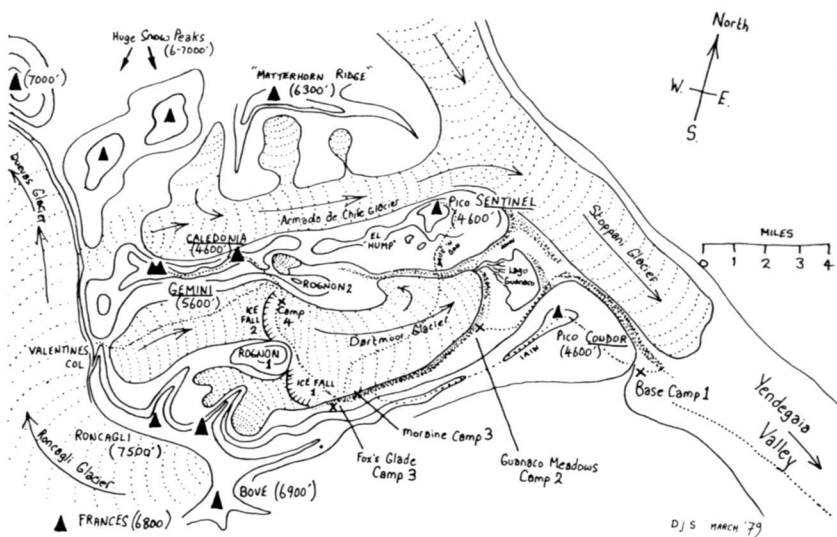 North
W. E.
S.
Huge Snow Peaks
(6-7000')
(7000')
"MATTERHORN RIDGE"
(6300')
Armada de Chile Glacier
PICO SENTINEL
(4600')
Stoppani Glacier
MILES
0 1 2 3 4
CALEDONIA
(4600')
EL
'HUMP'
LAGO
GUANACO
GEMINI
(5600')
ROGNON 2
ICE
FALL
2
Camp
4
Dartmoor Glacier
PICO CONDOR
(4600')
IAIN
VALENTINES
COL
ROGNON
1
ICE FALL
1
Base Camp 1
Yendegaia
Valley
RONCAGLI
(7500')
Roncagli Glacier
Moraine Camp 3
Fox's Glade
Camp 3
Guanaco Meadows
Camp 2
BOVE (6900')
FRANCES (6800)
DJS MARCH '79